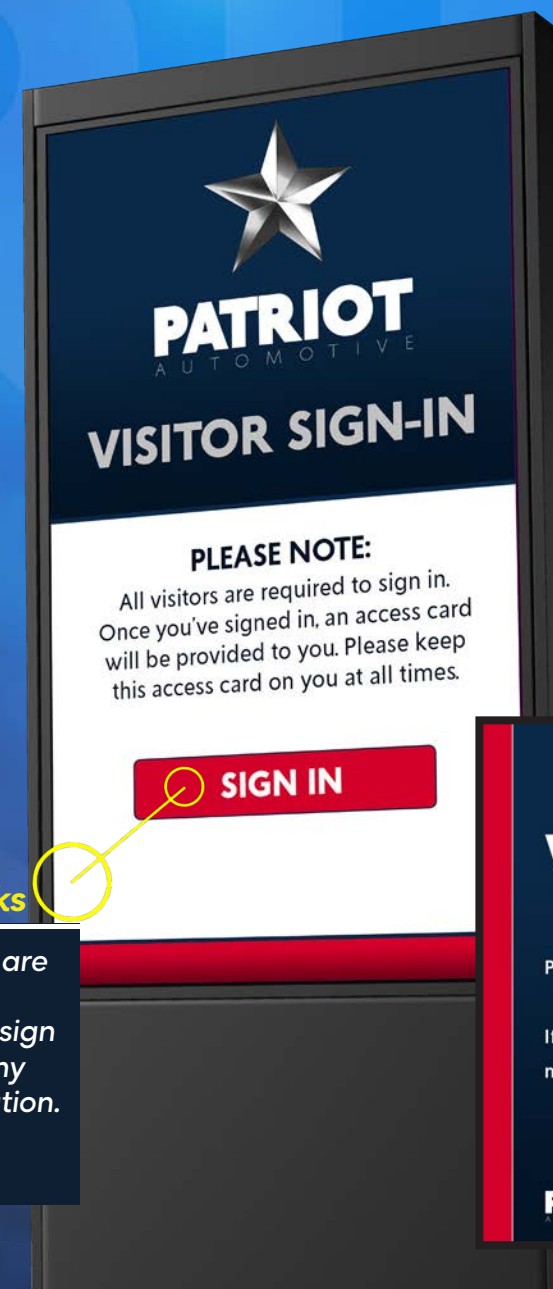 PATRIOT
AUTOMOTIVE
VISITOR SIGN-IN
PLEASE NOTE:
All visitors are required to sign in.
Once you've signed in, an access card
will be provided to you. Please keep
this access card on you at all times.
SIGN IN
are
sign